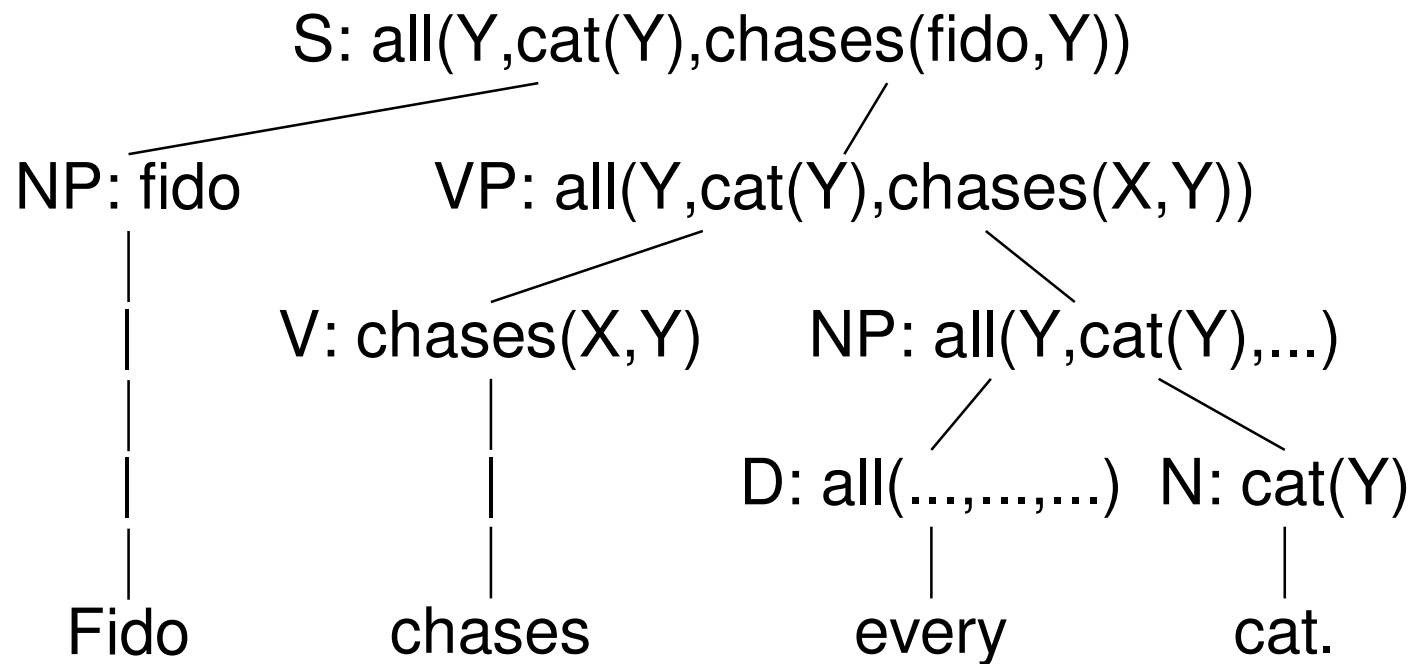 S: all(Y,cat(Y),chases(fido,Y))
NP: fido VP: all(Y,cat(Y),chases(X,Y))
V: chases(X,Y) NP: all(Y,cat(Y),...)
D: all(...,...,...) N: cat(Y)
Fido chases every cat.